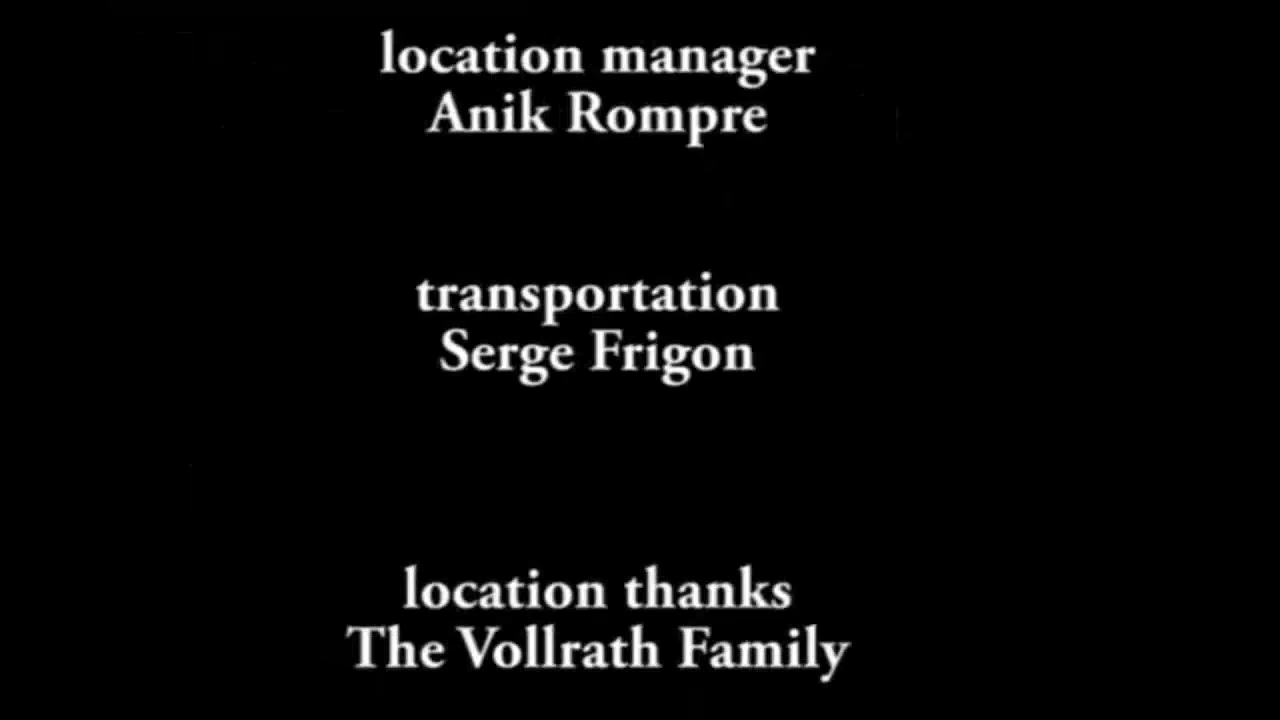 location manager
Anik Rompre
transportation
Serge Frigon
location thanks
The Vollrath Family